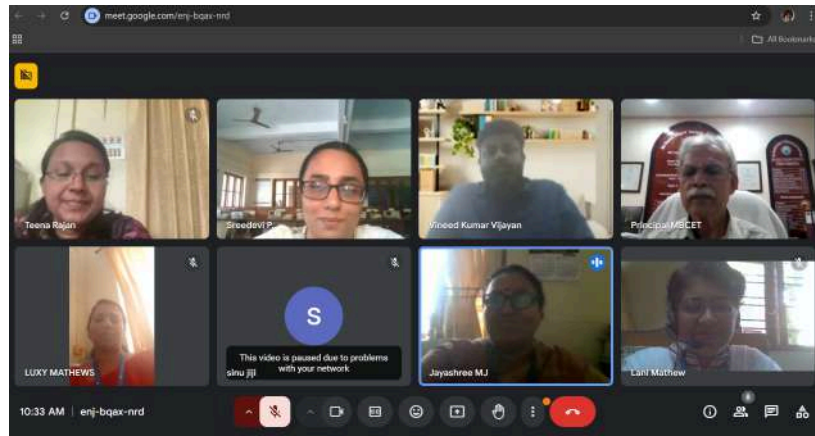 meet.google.com/enj-bqax-nrd
All Bookmarks
Teena Rajan
Sreedevi P
Vineed Kumar Vijayan
Principal MBCET
LUXY MATHEWS
S
This video is paused due to problems
with your network
sinu jiji
Jayashree MJ
Lani Mathew
10:33 AM | enj-bqax-nrd